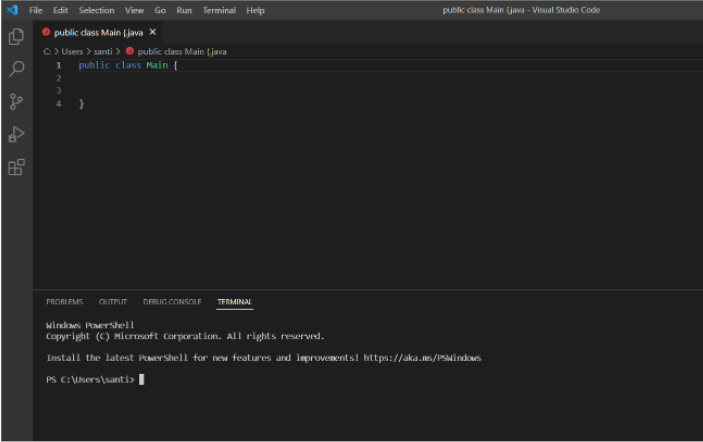 File Edit Selection View Go Run Terminal Help public class Main {.java - Visual Studio Code
public class Main {.java
C: > Users > santi > public class Main {.java
1 public class Main {
2
3
4 }
PROBLEMS OUTPUT DEBUG CONSOLE TERMINAL
Windows PowerShell
Copyright (C) Microsoft Corporation. All rights reserved.
Install the latest PowerShell for new features and improvements! https://aka.ms/PSWindows
PS C:\Users\santi>